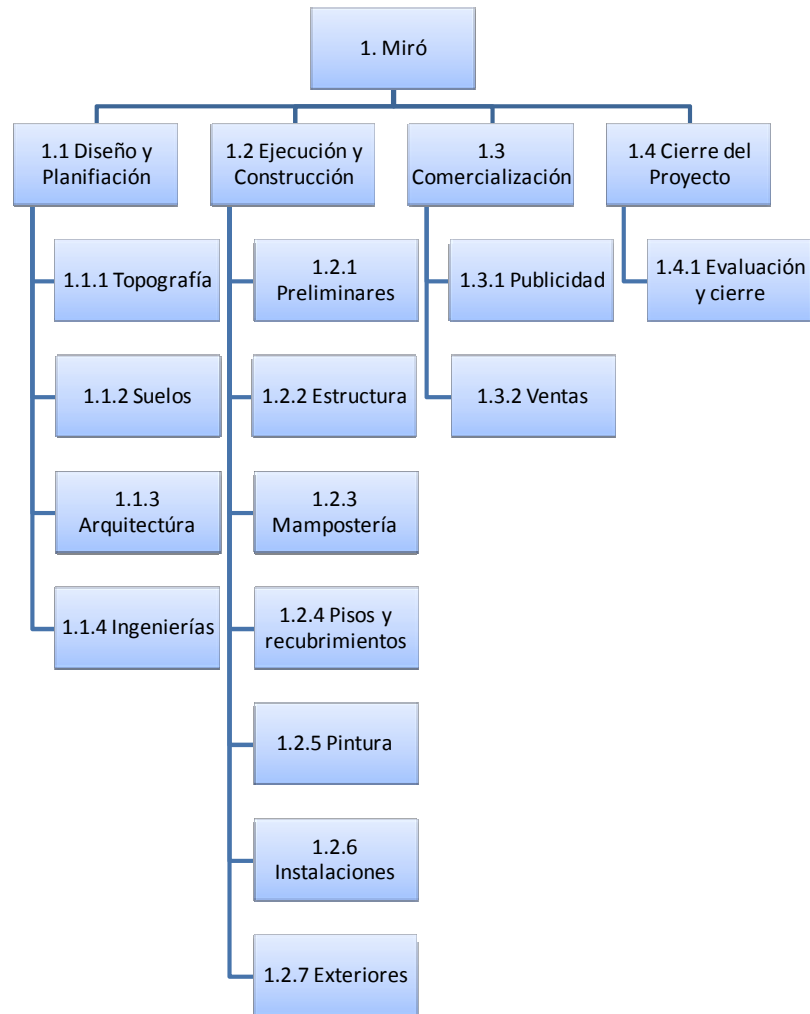 1. Miró
1.1 Diseño y
Planifiación
1.1.1 Topografía
1.1.2 Suelos
1.1.3
Arquitectúra
1.1.4 Ingenierías
1.2 Ejecución y
Construcción
1.2.1
Preliminares
1.2.2 Estructura
1.2.3
Mampostería
1.2.4 Pisos y
recubrimientos
1.2.5 Pintura
1.2.6
Instalaciones
1.2.7 Exteriores
1.3
Comercialización
1.3.1 Publicidad
1.3.2 Ventas
1.4 Cierre del
Proyecto
1.4.1 Evaluación
y cierre